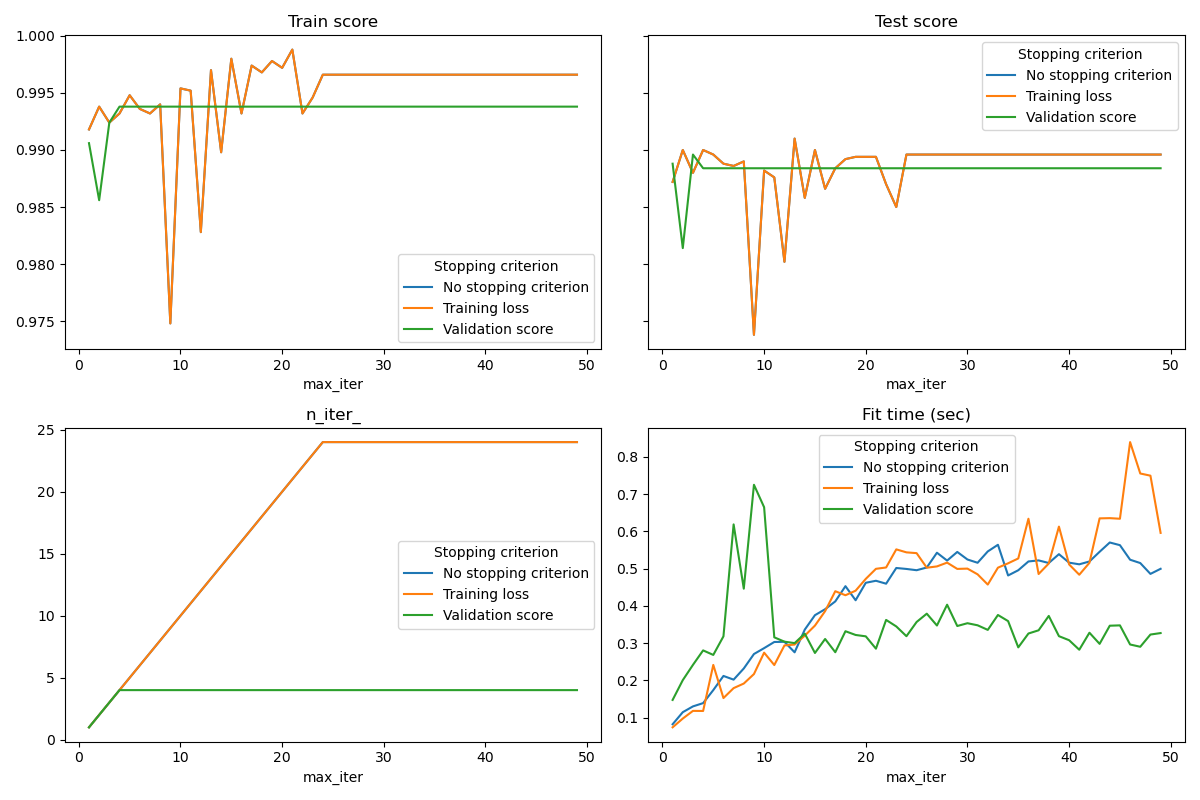 Train score
1.000
0.995
0.990
0.985
0.980
0.975
Stopping criterion
No stopping criterion
Training loss
Validation score
0 10 20 30 40 50
max_iter
Test score
Stopping criterion
No stopping criterion
Training loss
Validation score
0 10 20 30 40 50
max_iter
n_iter_
25
20
15
10
5
0
Stopping criterion
No stopping criterion
Training loss
Validation score
0 10 20 30 40 50
max_iter
Fit time (sec)
0.8
0.7
0.6
0.5
0.4
0.3
0.2
0.1
Stopping criterion
No stopping criterion
Training loss
Validation score
0 10 20 30 40 50
max_iter